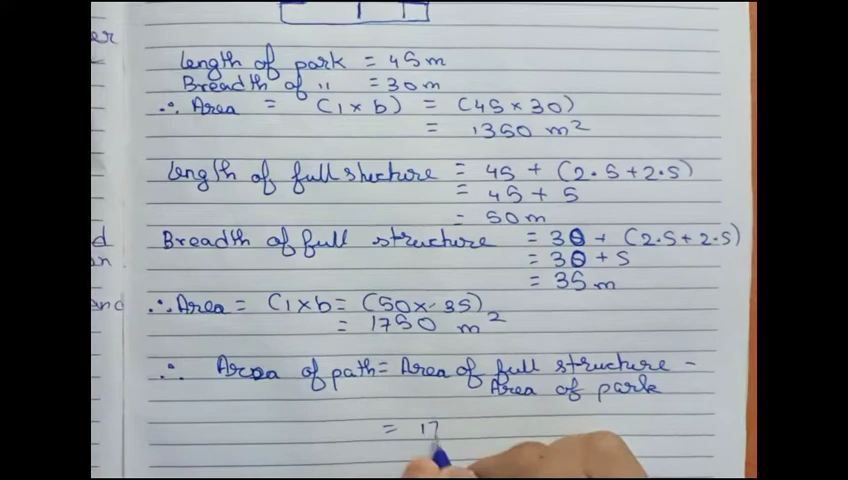 er
Length of park = 45 m
Breadth of " = 30 m
∴ Area = (l × b) = (45 × 30)
= 1350 m²
Length of full structure = 45 + (2.5 + 2.5)
= 45 + 5
= 50 m
d Breadth of full structure = 30 + (2.5 + 2.5)
= 30 + 5
= 35 m
and ∴ Area = (l × b = (50 × 35)
= 1750 m²
∴ Area of path = Area of full structure -
Area of park
= 17